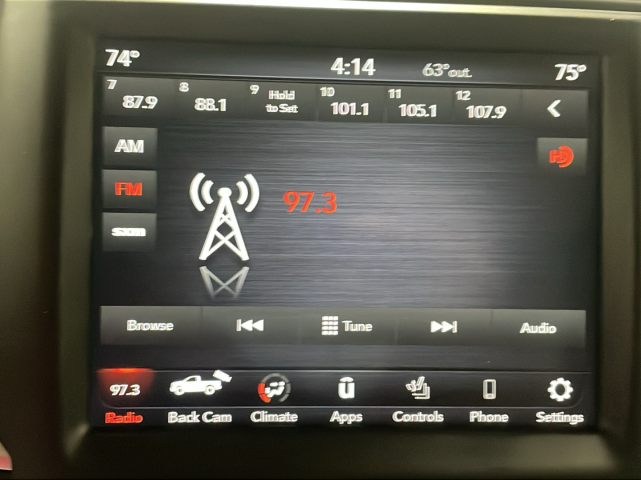 74° 4:14 63°out. 75°
7 87.9 8 88.1 9 Hold to Set 10 101.1 11 105.1 12 107.9
AM
FM
97.3
sxm
Browse Tune Audio
97.3
Radio Back Cam Climate Apps Controls Phone Settings